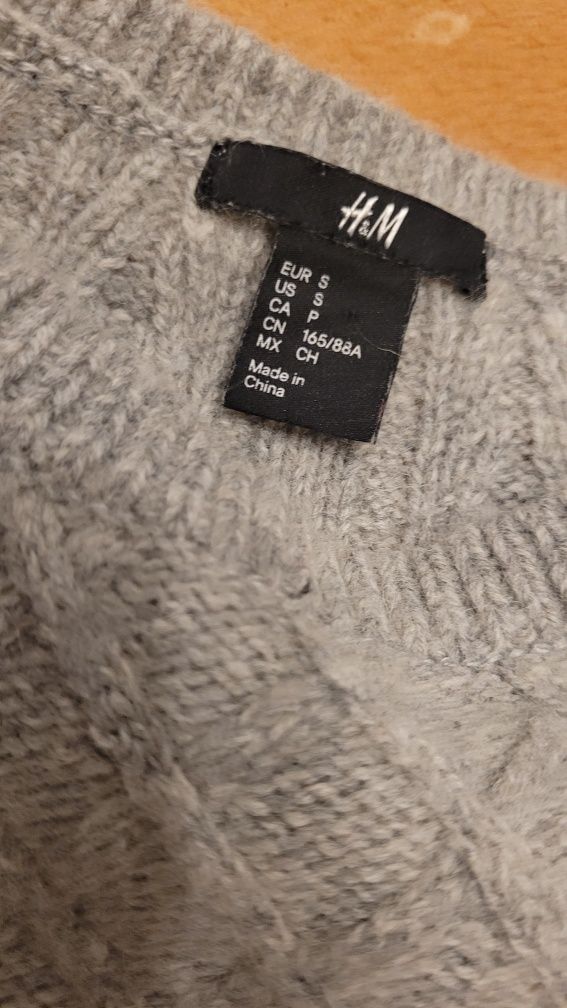 H&M
EUR S
US S
CA P
CN 165/88A
MX CH
Made in
China